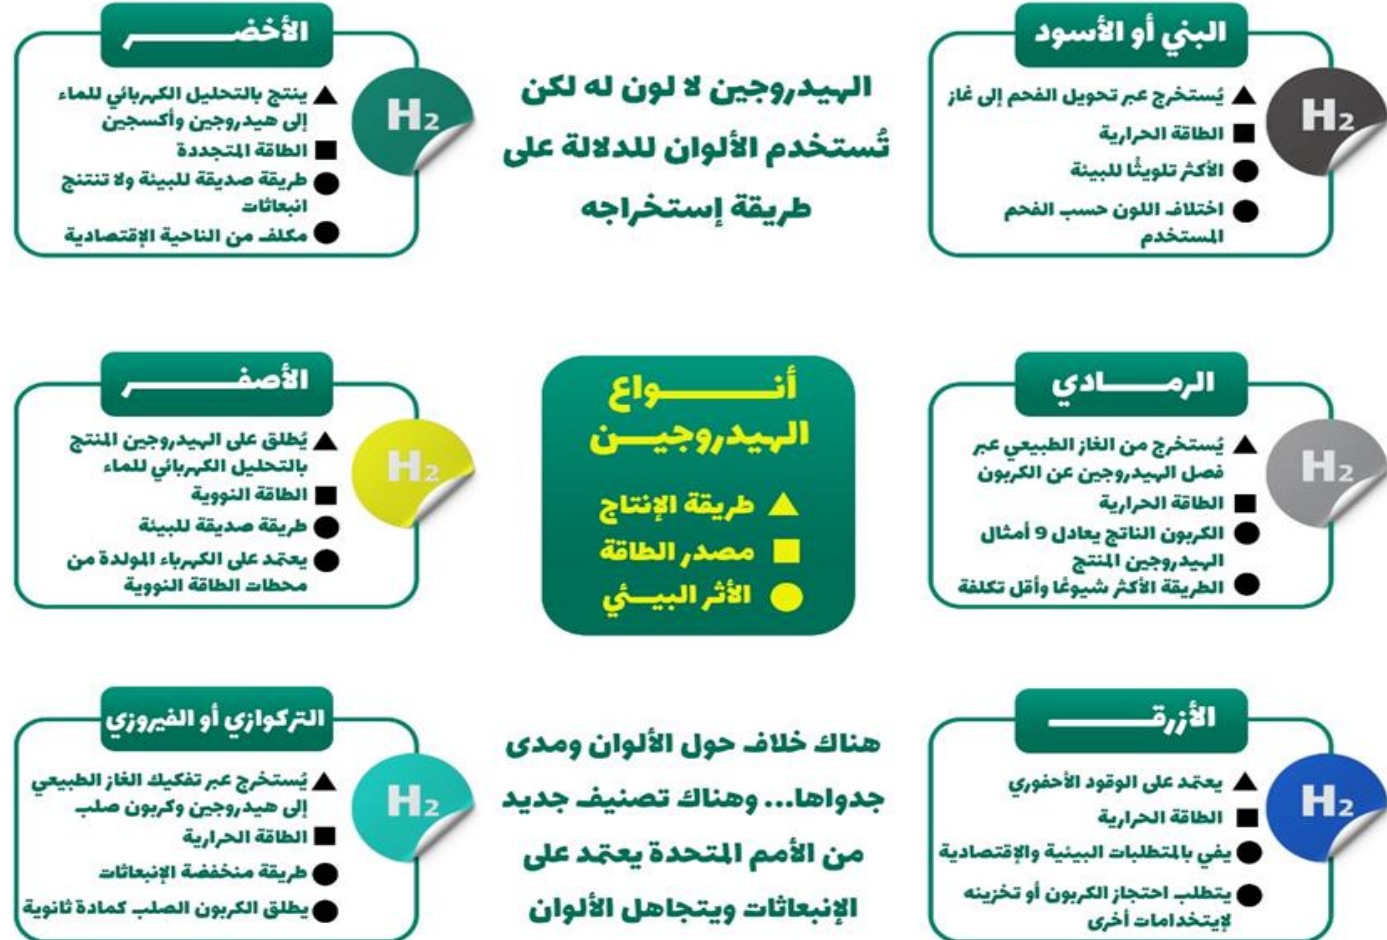 البني أو الأسود
H2
يُستخرج عبر تحويل الفحم إلى غاز
الطاقة الحرارية
الأكثر تلويثًا للبيئة
اختلاف اللون حسب الفحم
المستخدم
الهيدروجين لا لون له لكن
تُستخدم الألوان للدلالة على
طريقة إستخراجه
الأخضـــــــر
H2
ينتج بالتحليل الكهربائي للماء
إلى هيدروجين وأكسجين
الطاقة المتجددة
طريقة صديقة للبيئة ولا تنتنج
انبعاثات
مكلف من الناحية الإقتصادية
الرمـــــادي
H2
يُستخرج من الغاز الطبيعي عبر
فصل الهيدروجين عن الكربون
الطاقة الحرارية
الكربون الناتج يعادل 9 أمثال
الهيدروجين المنتج
الطريقة الأكثر شيوعًا وأقل تكلفة
أنـــــــواع
الهيدروجيـــن
طريقة الإنتاج
مصدر الطاقة
الأثر البيـــئي
الأصفـــــــر
H2
يُطلق على الهيدروجين المنتج
بالتحليل الكهربائي للماء
الطاقة النووية
طريقة صديقة للبيئة
يعتمد على الكهرباء المولدة من
محطات الطاقة النووية
الأزرقـــــــ
H2
يعتمد على الوقود الأحفوري
الطاقة الحرارية
يفي بالمتطلبات البيئية والإقتصادية
يتطلب احتجاز الكربون أو تخزينه
لإيتخدامات أخرى
هناك خلاف حول الألوان ومدى
جدواها... وهناك تصنيف جديد
من الأمم المتحدة يعتمد على
الإنبعاثات ويتجاهل الألوان
التركوازي أو الفيروزي
H2
يُستخرج عبر تفكيك الغاز الطبيعي
إلى هيدروجين وكربون صلب
الطاقة الحرارية
طريقة منخفضة الإنبعاثات
يطلق الكربون الصلب كمادة ثانوية